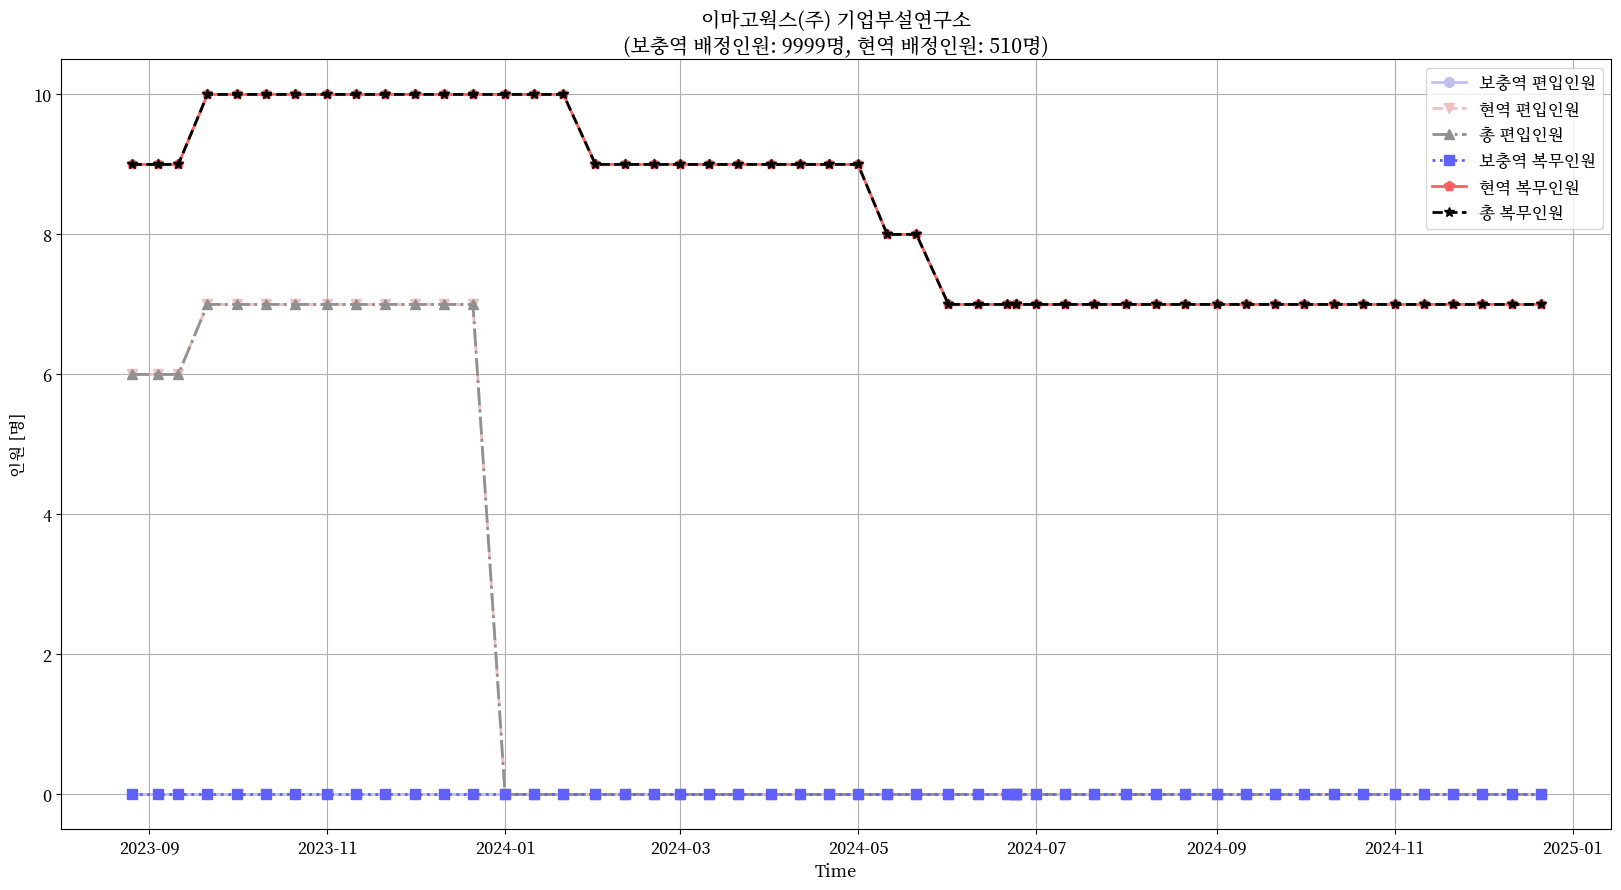 이마고웍스(주) 기업부설연구소
(보충역 배정인원: 9999명, 현역 배정인원: 510명)
보충역 편입인원
현역 편입인원
총 편입인원
보충역 복무인원
현역 복무인원
총 복무인원
인원 [명]
10
8
6
4
2
0
2023-09
2023-11
2024-01
2024-03
2024-05
2024-07
2024-09
2024-11
2025-01
Time